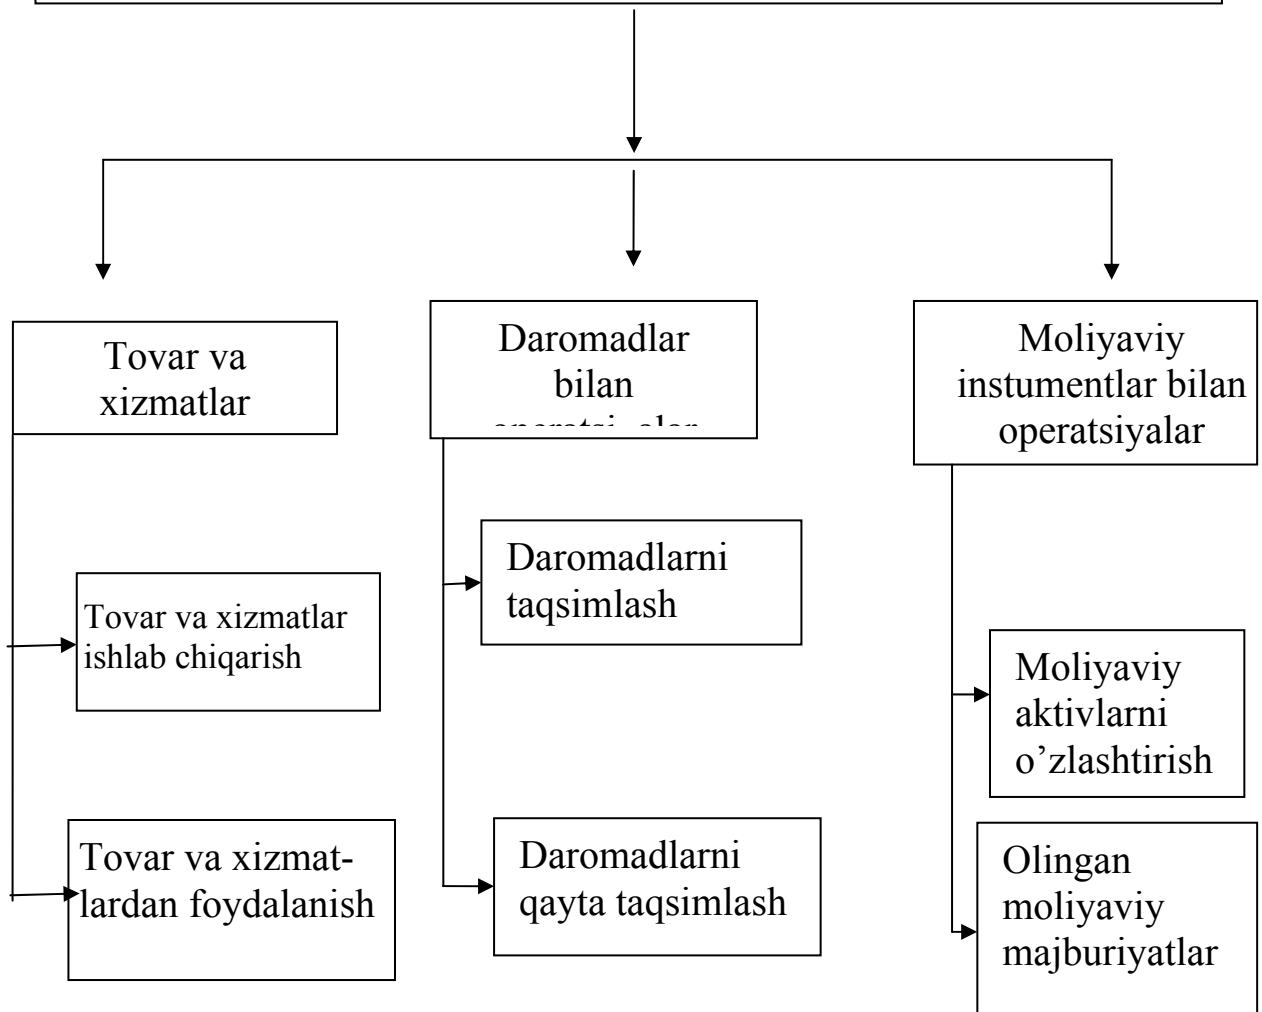 Tovar va
xizmatlar
Daromadlar
bilan
Moliyaviy
instumentlar bilan
operatsiyalar
Tovar va xizmatlar
ishlab chiqarish
Tovar va xizmat-
lardan foydalanish
Daromadlarni
taqsimlash
Daromadlarni
qayta taqsimlash
Moliyaviy
aktivlarni
o’zlashtirish
Olingan
moliyaviy
majburiyatlar